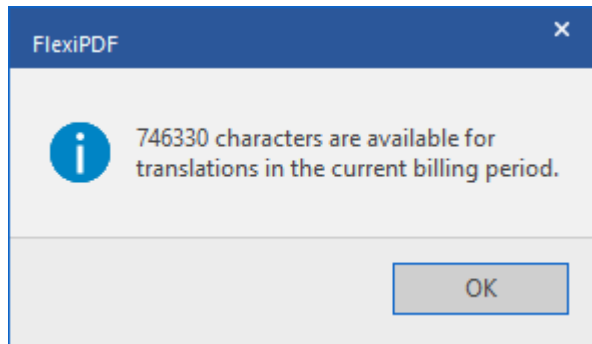 FlexiPDF
746330 characters are available for
translations in the current billing period.
OK